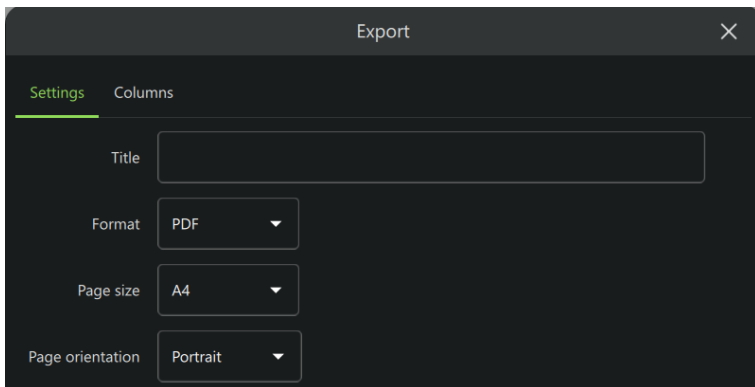 Export
Settings Columns
Title
Format PDF
Page size A4
Page orientation Portrait